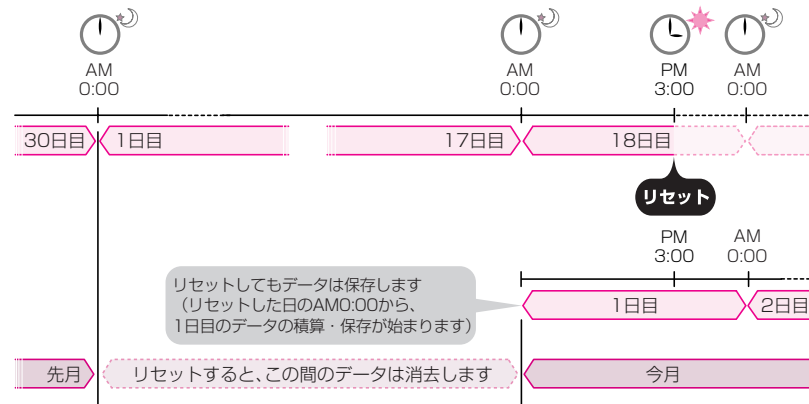 AM
0:00
AM
0:00
PM
3:00
AM
0:00
30日目
1日目
17日目
18日目
リセット
PM
3:00
AM
0:00
リセットしてもデータは保存します
（リセットした日のAM0:00から、
1日目のデータの積算・保存が始まります）
1日目
2日目
先月
リセットすると、この間のデータは消去します
今月